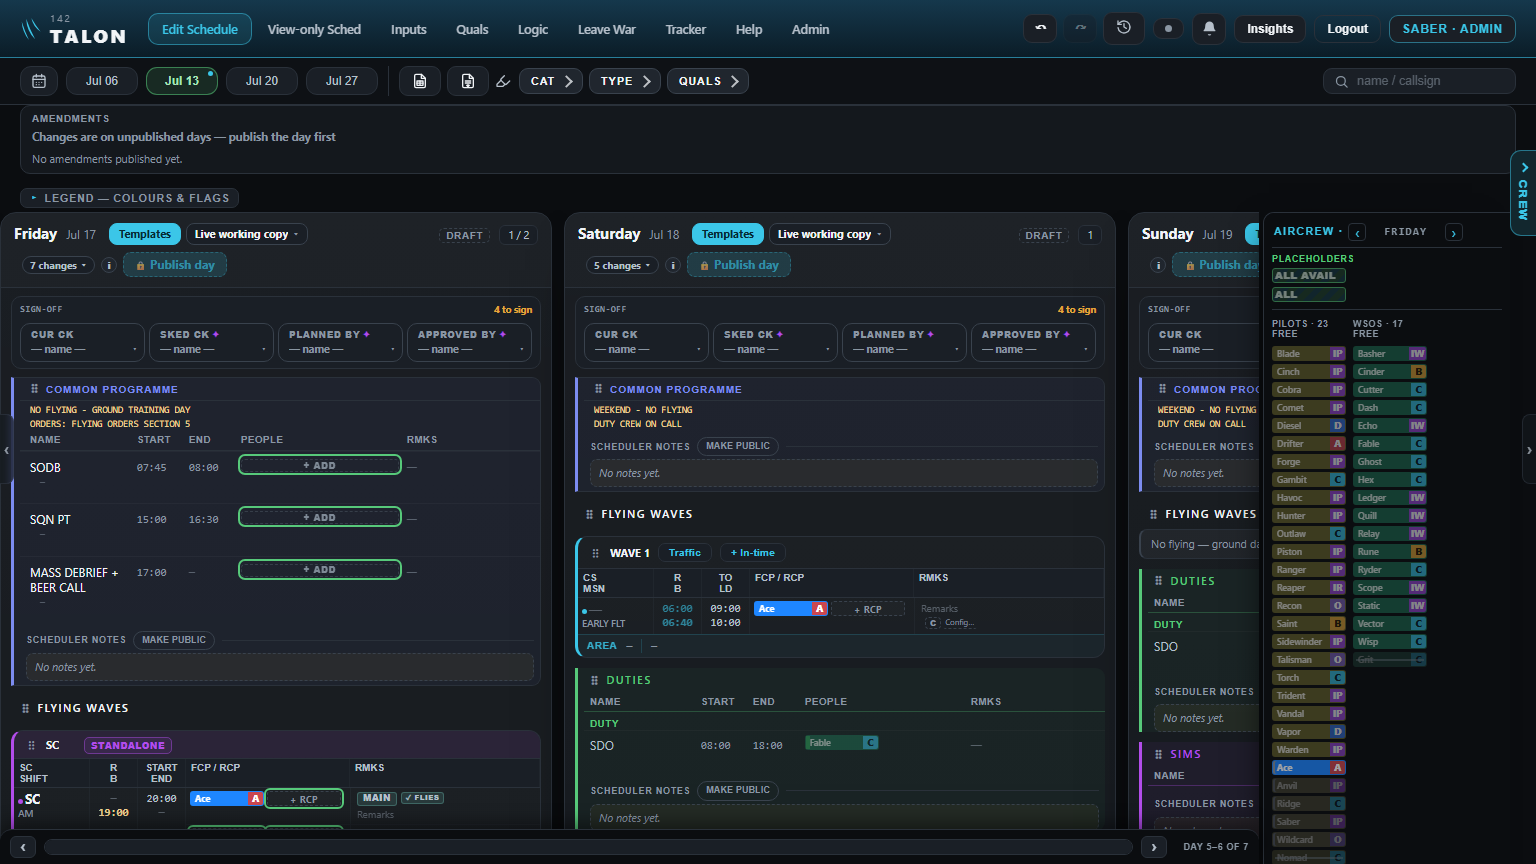 142
TALON
Edit Schedule
View-only Sched
Inputs
Quals
Logic
Leave War
Tracker
Help
Admin
Insights
Logout
SABER · ADMIN
Jul 06
Jul 13
Jul 20
Jul 27
CAT
TYPE
QUALS
name / callsign
AMENDMENTS
Changes are on unpublished days — publish the day first
No amendments published yet.
CREW
LEGEND — COLOURS & FLAGS
Friday Jul 17 Templates Live working copy DRAFT 1 / 2
7 changes i Publish day
SIGN-OFF 4 to sign
CUR CK SKED CK PLANNED BY APPROVED BY
— name — — name — — name — — name —
COMMON PROGRAMME
NO FLYING - GROUND TRAINING DAY
ORDERS: FLYING ORDERS SECTION 5
NAME START END PEOPLE RMKS
SODB 07:45 08:00 + ADD —
—
SQN PT 15:00 16:30 + ADD —
—
MASS DEBRIEF + 17:00 — + ADD —
BEER CALL
—
SCHEDULER NOTES MAKE PUBLIC
No notes yet.
FLYING WAVES
SC STANDALONE
SC R START FCP / RCP RMKS
SHIFT B END
SC — 20:00 Ace A + RCP MAIN ✓ FLIES
AM 19:00 — Remarks
Saturday Jul 18 Templates Live working copy DRAFT 1
5 changes i Publish day
SIGN-OFF 4 to sign
CUR CK SKED CK PLANNED BY APPROVED BY
— name — — name — — name — — name —
COMMON PROGRAMME
WEEKEND - NO FLYING
DUTY CREW ON CALL
SCHEDULER NOTES MAKE PUBLIC
No notes yet.
FLYING WAVES
WAVE 1 Traffic + In-time
CS R TO FCP / RCP RMKS
MSN B LD
— 06:00 09:00 Ace A + RCP Remarks
EARLY FLT 06:40 10:00 C Config...
AREA — —
DUTIES
NAME START END PEOPLE RMKS
DUTY
SDO 08:00 18:00 Fable C —
SCHEDULER NOTES MAKE PUBLIC
No notes yet.
Sunday Jul 19
i Publish day
SIGN-OFF
CUR CK
— name —
COMMON PROG
WEEKEND - NO FLYING
DUTY CREW ON CALL
SCHEDULER NOTES
No notes yet.
FLYING WAVES
No flying — ground da
DUTIES
NAME
DUTY
SDO
SCHEDULER NOTES
No notes yet.
SIMS
NAME
SCHEDULER NOTES
AIRCREW · FRIDAY
PLACEHOLDERS
ALL AVAIL
ALL
PILOTS · 23 FREE
WSOS · 17 FREE
Blade IP Basher IW
Cinch IP Cinder B
Cobra IP Cutter C
Comet IP Dash C
Diesel D Echo IW
Drifter A Fable C
Forge IP Ghost C
Gambit C Hex C
Havoc IP Ledger IW
Hunter IP Quill IW
Outlaw C Relay IW
Piston IP Rune B
Ranger IP Ryder C
Reaper IR Scope IW
Recon O Static IW
Saint B Vector C
Sidewinder IP Wisp C
Talisman O Grit C
Torch C
Trident IP
Vandal IP
Vapor D
Warden IP
Ace A
Anvil IP
Ridge C
Saber IP
Wildcard O
Nomad C
DAY 5–6 OF 7